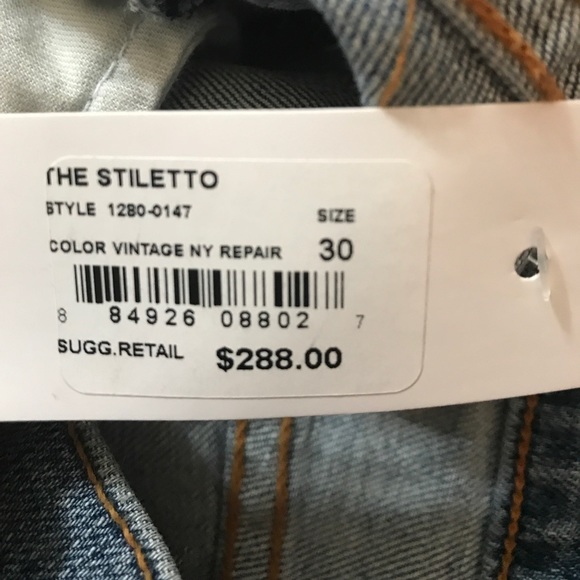 THE STILETTO
STYLE 1280-0147
SIZE
COLOR VINTAGE NY REPAIR 30
8 84926 08802 7
SUGG.RETAIL $288.00